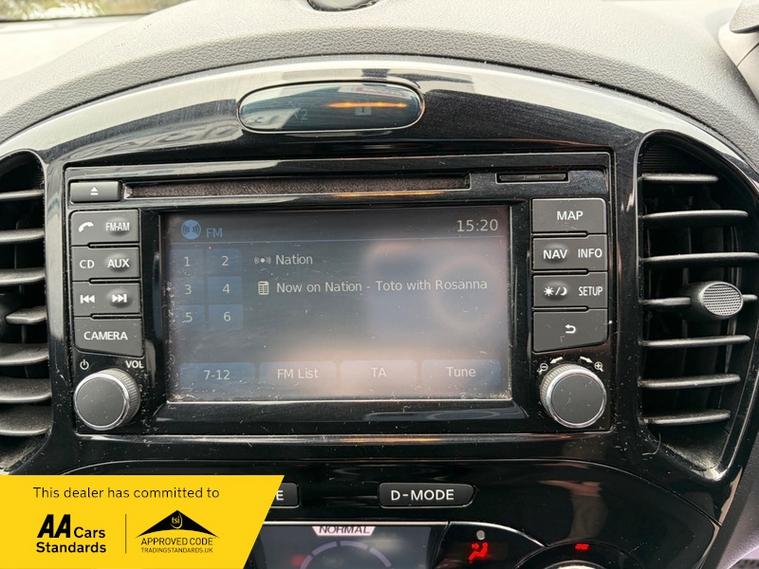 FM-AM
CD AUX
CAMERA
VOL
FM
15:20
1 2
3 4
5 6
Nation
Now on Nation - Toto with Rosanna
7-12
FM List
TA
Tune
MAP
NAV INFO
SETUP
D-MODE
NORMAL
This dealer has committed to
AA Cars
Standards
tsi
APPROVED CODE
TRADINGSTANDARDS.UK